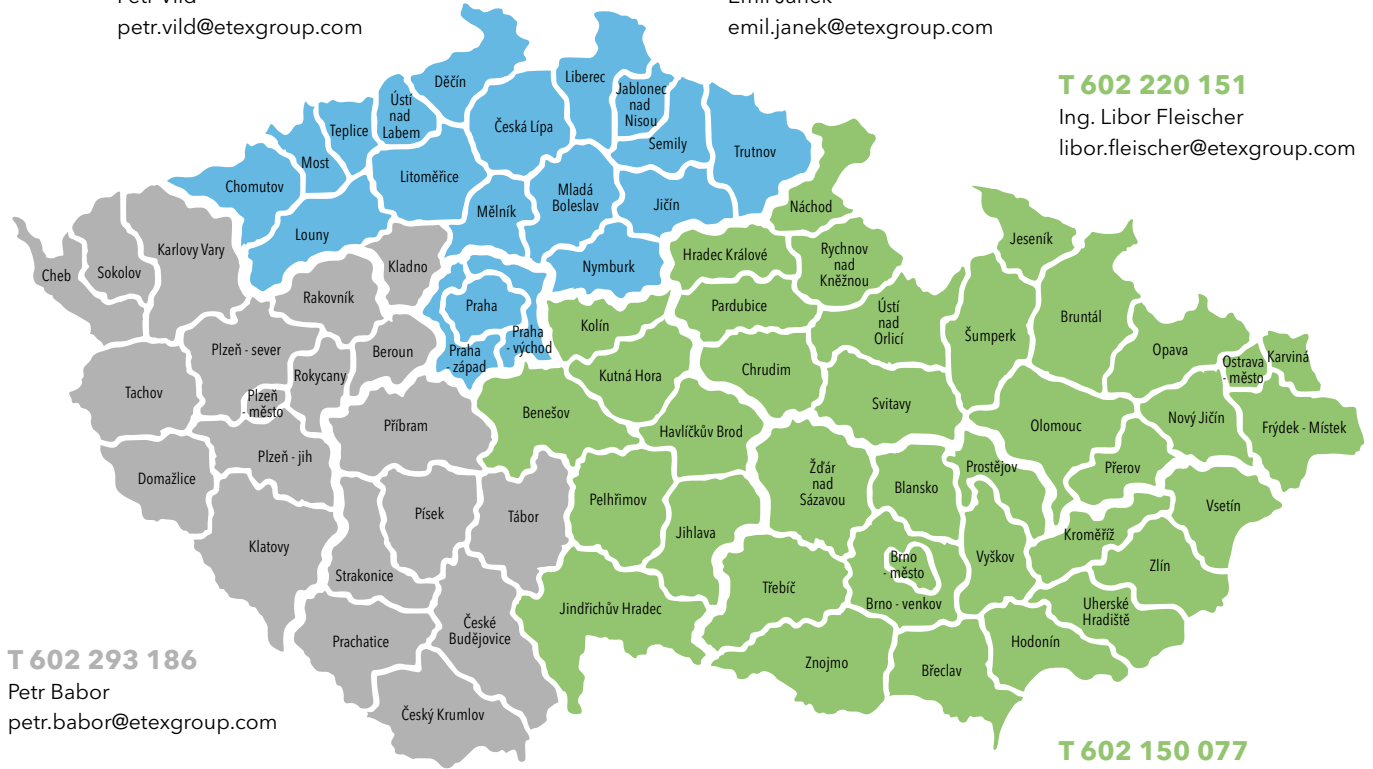 Petr Vild
petr.vild@etexgroup.com
Emil Janek
emil.janek@etexgroup.com
T 602 220 151
Ing. Libor Fleischer
libor.fleischer@etexgroup.com
Děčín
Liberec
Jablonec
nad
Nisou
Ústí
nad
Labem
Teplice
Česká Lípa
Semily
Trutnov
Most
Chomutov
Litoměřice
Mladá
Boleslav
Jičín
Mělník
Louny
Náchod
Karlovy Vary
Sokolov
Cheb
Kladno
Nymburk
Hradec Králové
Rychnov
nad
Kněžnou
Jeseník
Rakovník
Praha
Pardubice
Ústí
nad
Orlicí
Šumperk
Bruntál
Kolín
Praha
- východ
Praha
- západ
Plzeň - sever
Beroun
Rokycany
Kutná Hora
Chrudim
Opava
Ostrava
- město
Karviná
Tachov
Plzeň
- město
Svitavy
Benešov
Příbram
Havlíčkův Brod
Olomouc
Nový Jičín
Frýdek - Místek
Plzeň - jih
Domažlice
Žďár
nad
Sázavou
Prostějov
Přerov
Blansko
Pelhřimov
Písek
Tábor
Vsetín
Jihlava
Klatovy
Kroměříž
Vyškov
Brno
- město
Zlín
Strakonice
Třebíč
Brno - venkov
Jindřichův Hradec
Uherské
Hradiště
České
Budějovice
Prachatice
Hodonín
Znojmo
Břeclav
Český Krumlov
T 602 293 186
Petr Babor
petr.babor@etexgroup.com
T 602 150 077